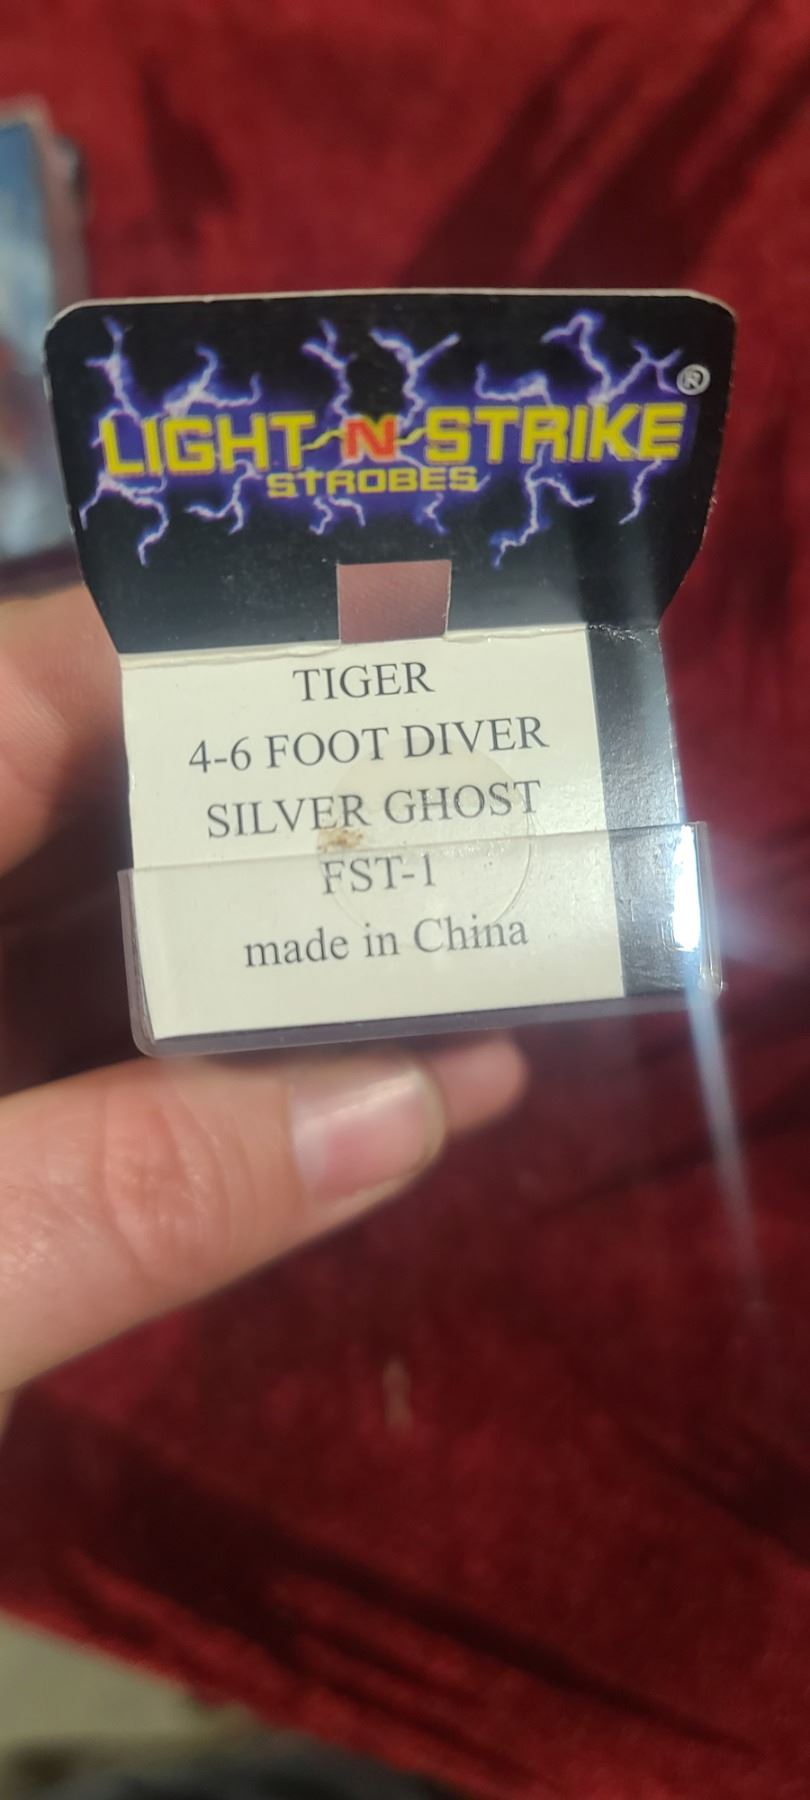 LIGHT N STRIKE®
STROBES
TIGER
4-6 FOOT DIVER
SILVER GHOST
FST-1
made in China